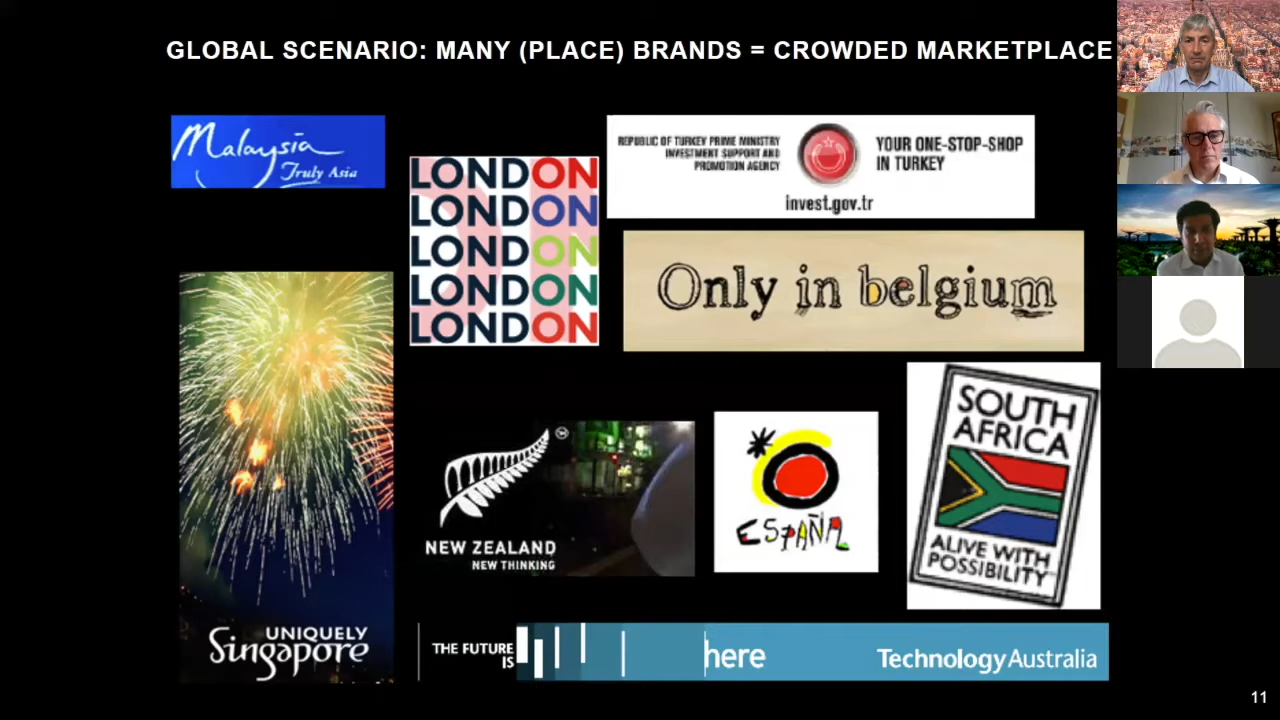 GLOBAL SCENARIO: MANY (PLACE) BRANDS = CROWDED MARKETPLACE
Malaysia
Truly Asia
LONDON
LONDON
LONDON
LONDON
LONDON
REPUBLIC OF TURKEY PRIME MINISTRY
INVESTMENT SUPPORT AND
PROMOTION AGENCY
YOUR ONE-STOP-SHOP
IN TURKEY
invest.gov.tr
Only in belgium
UNIQUELY
Singapore
NEW ZEALAND
NEW THINKING
ESPAÑA
SOUTH
AFRICA
ALIVE WITH
POSSIBILITY
THE FUTURE
IS
here
TechnologyAustralia
11